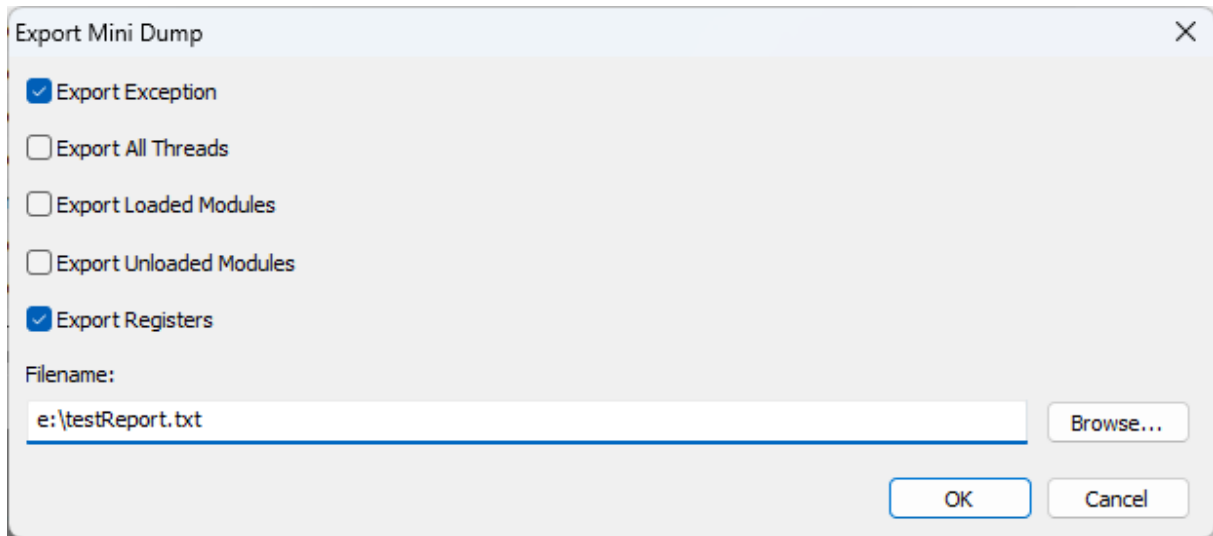 Export Mini Dump
Export Exception
Export All Threads
Export Loaded Modules
Export Unloaded Modules
Export Registers
Filename:
e:\testReport.txt
Browse...
OK
Cancel